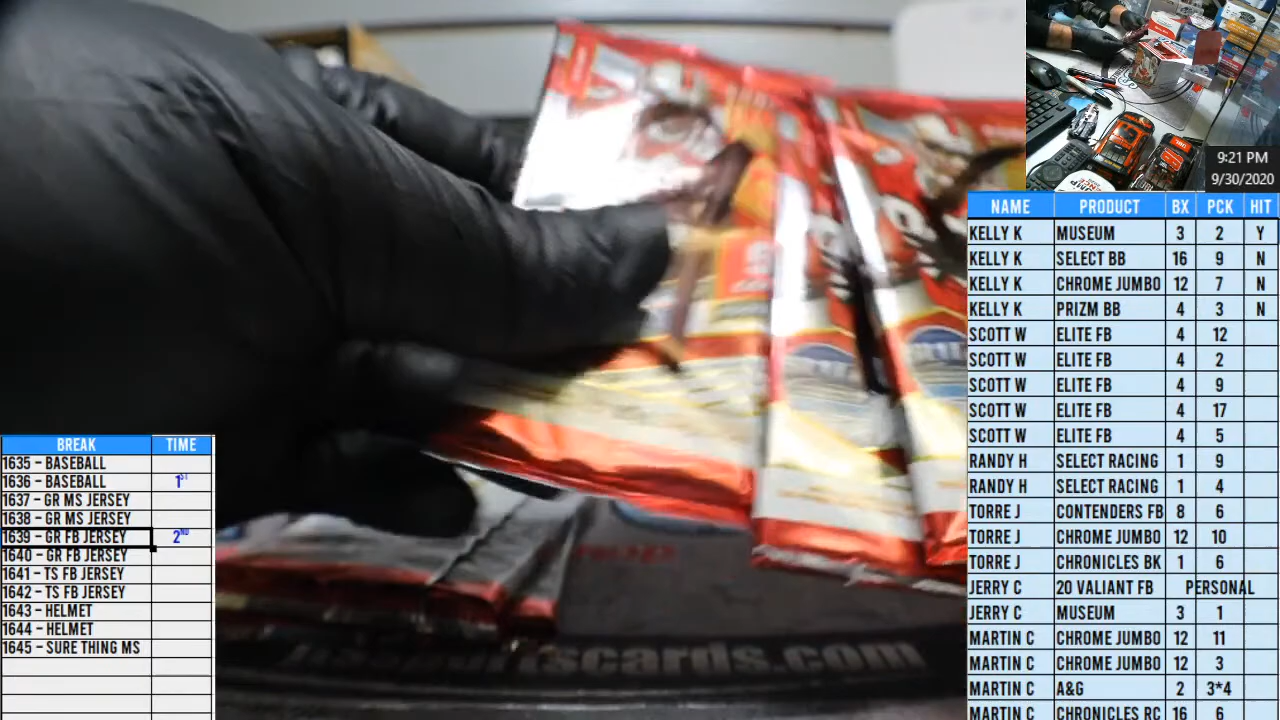 9:21 PM
9/30/2020
NAME PRODUCT BX PCK HIT
KELLY K MUSEUM 3 2 Y
KELLY K SELECT BB 16 9 N
KELLY K CHROME JUMBO 12 7 N
KELLY K PRIZM BB 4 3 N
SCOTT W ELITE FB 4 12
SCOTT W ELITE FB 4 2
SCOTT W ELITE FB 4 9
SCOTT W ELITE FB 4 17
SCOTT W ELITE FB 4 5
RANDY H SELECT RACING 1 9
RANDY H SELECT RACING 1 4
TORRE J CONTENDERS FB 8 6
TORRE J CHROME JUMBO 12 10
TORRE J CHRONICLES BK 1 6
JERRY C 20 VALIANT FB PERSONAL
JERRY C MUSEUM 3 1
MARTIN C CHROME JUMBO 12 11
MARTIN C CHROME JUMBO 12 3
MARTIN C A&G 2 3*4
MARTIN C CHRONICLES RC 16 6
BREAK TIME
1635 - BASEBALL
1636 - BASEBALL 1ST
1637 - GR MS JERSEY
1638 - GR MS JERSEY
1639 - GR FB JERSEY 2ND
1640 - GR FB JERSEY
1641 - TS FB JERSEY
1642 - TS FB JERSEY
1643 - HELMET
1644 - HELMET
1645 - SURE THING MS
sportscards.com